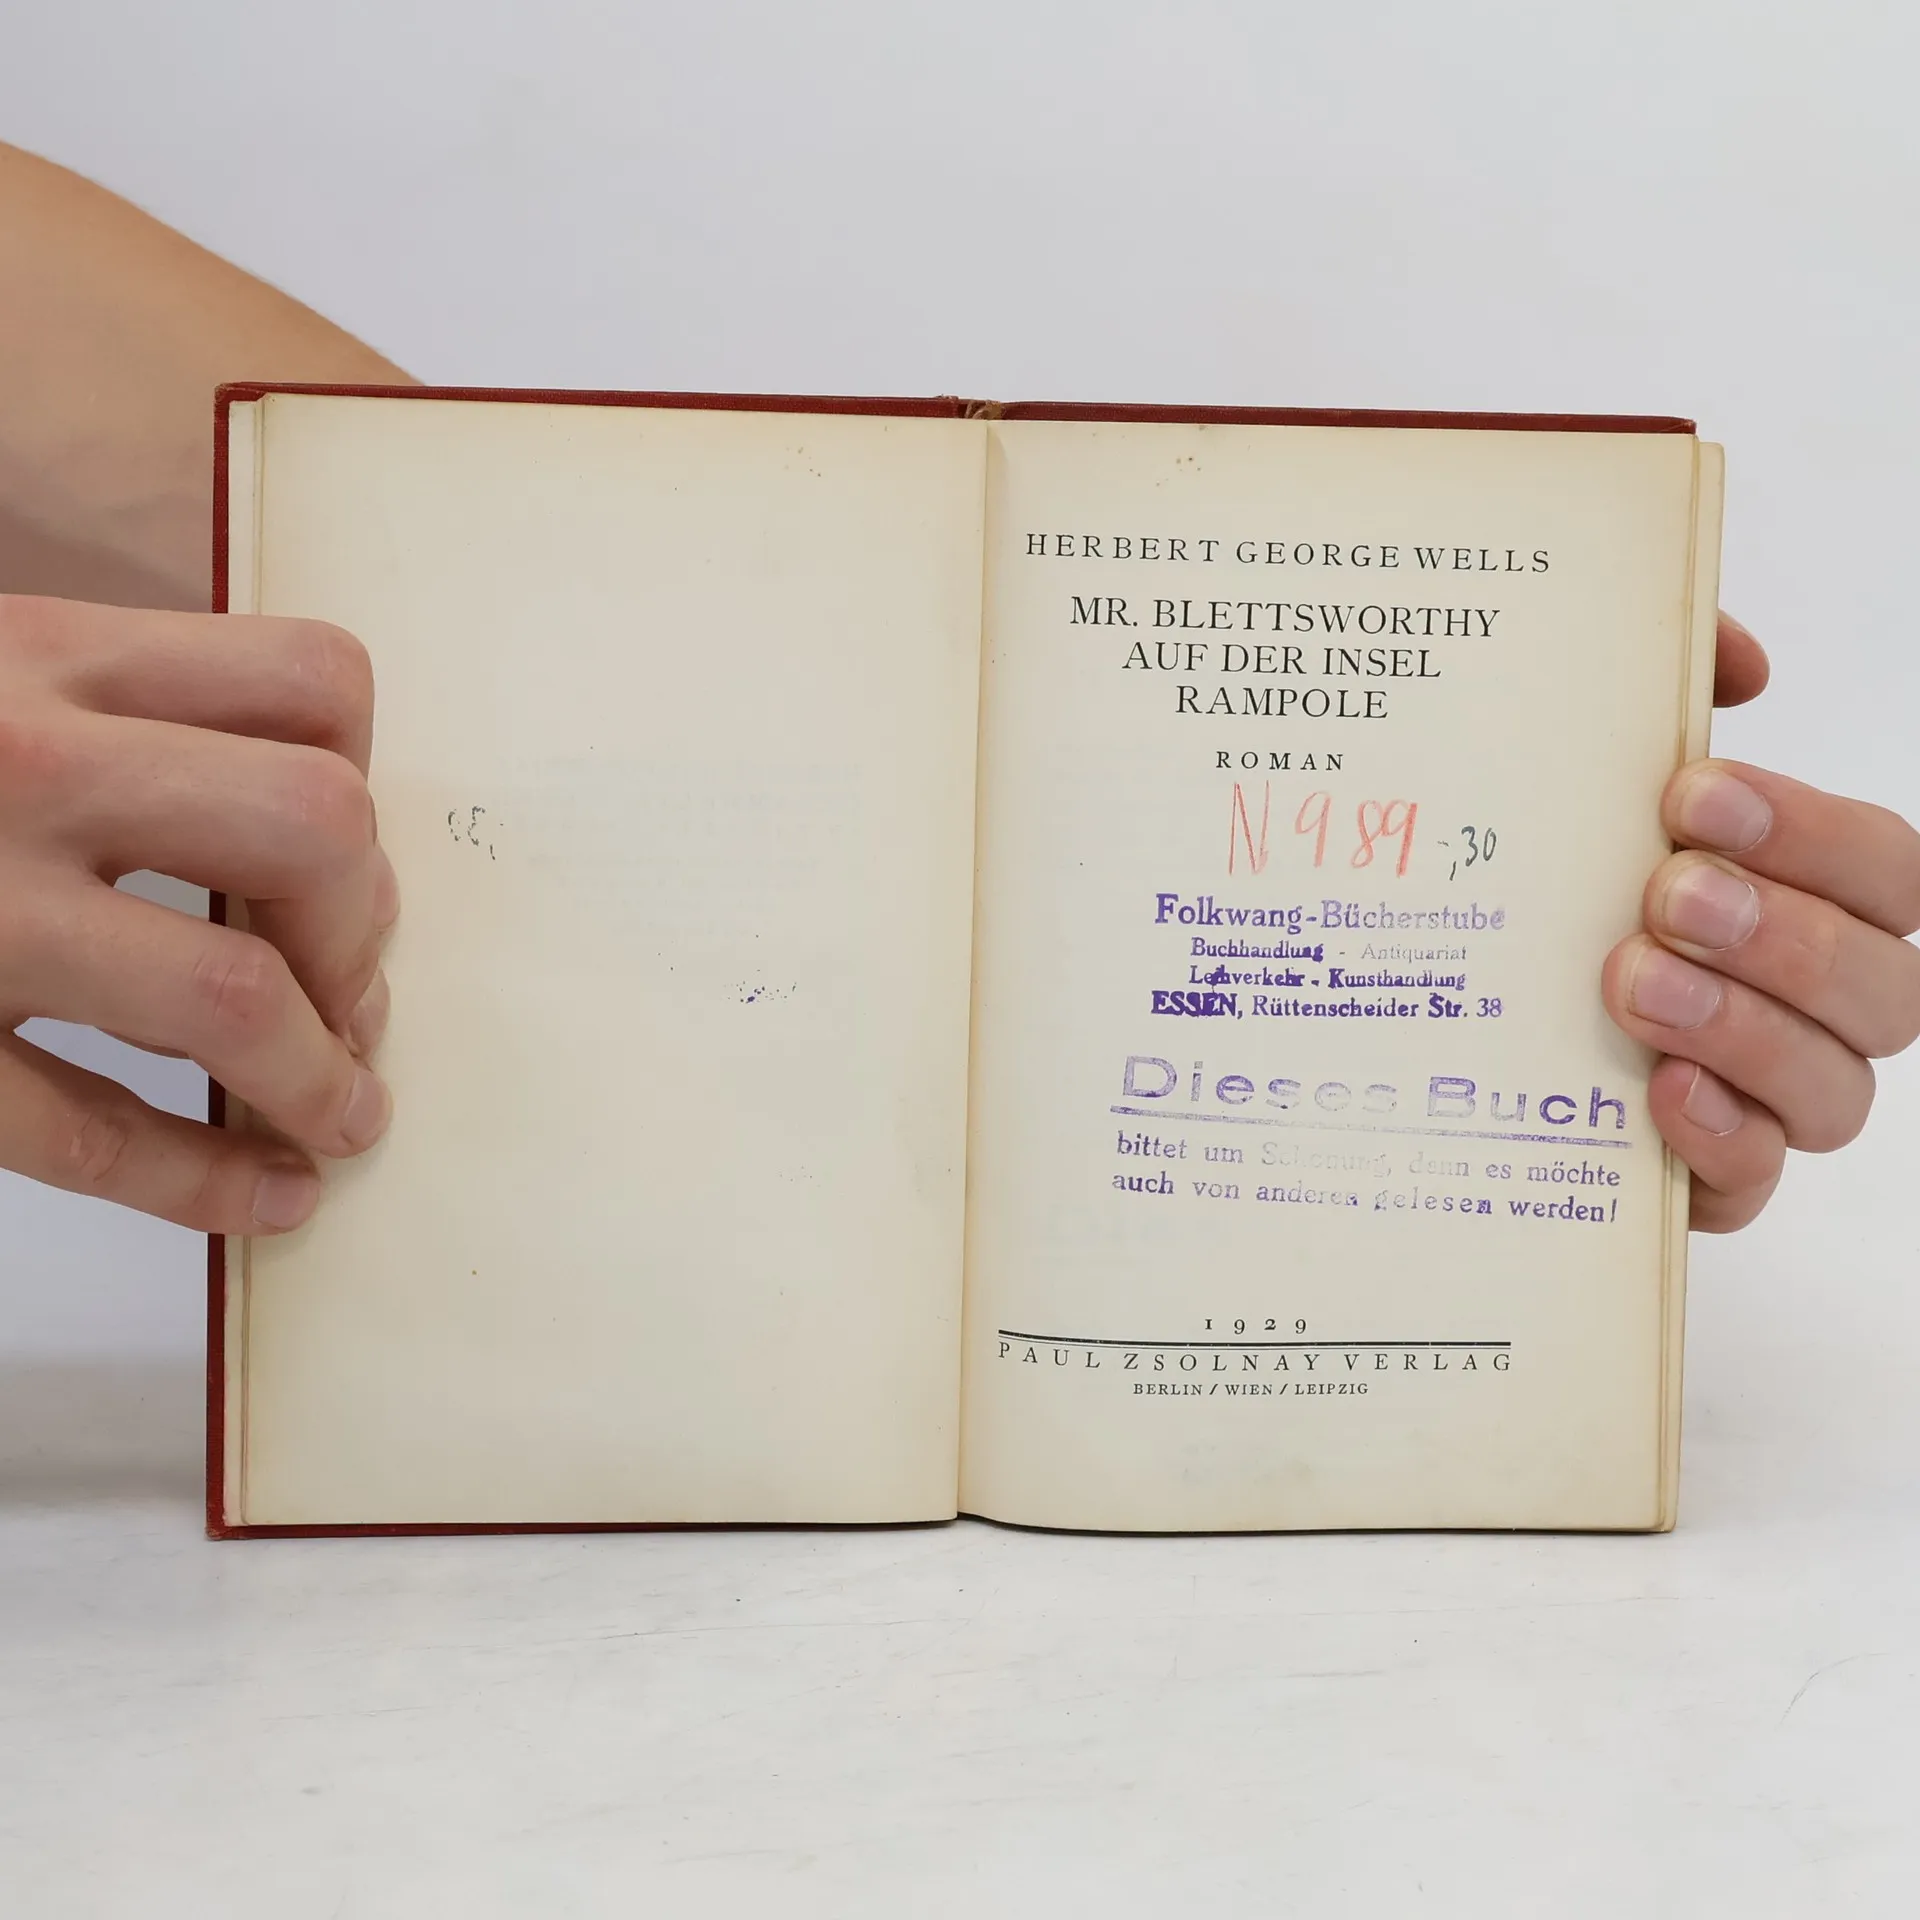 HERBERT GEORGE WELLS
MR. BLETTSWORTHY
AUF DER INSEL
RAMPOLE
ROMAN
N 989 -,30
Folkwang-Bücherstube
Buchhandlung - Antiquariat
Leihverkehr - Kunsthandlung
ESSEN, Rüttenscheider Str. 38
Dieses Buch
bittet um Schonung, denn es möchte
auch von anderen gelesen werden!
1929
PAUL ZSOLNAY VERLAG
BERLIN / WIEN / LEIPZIG